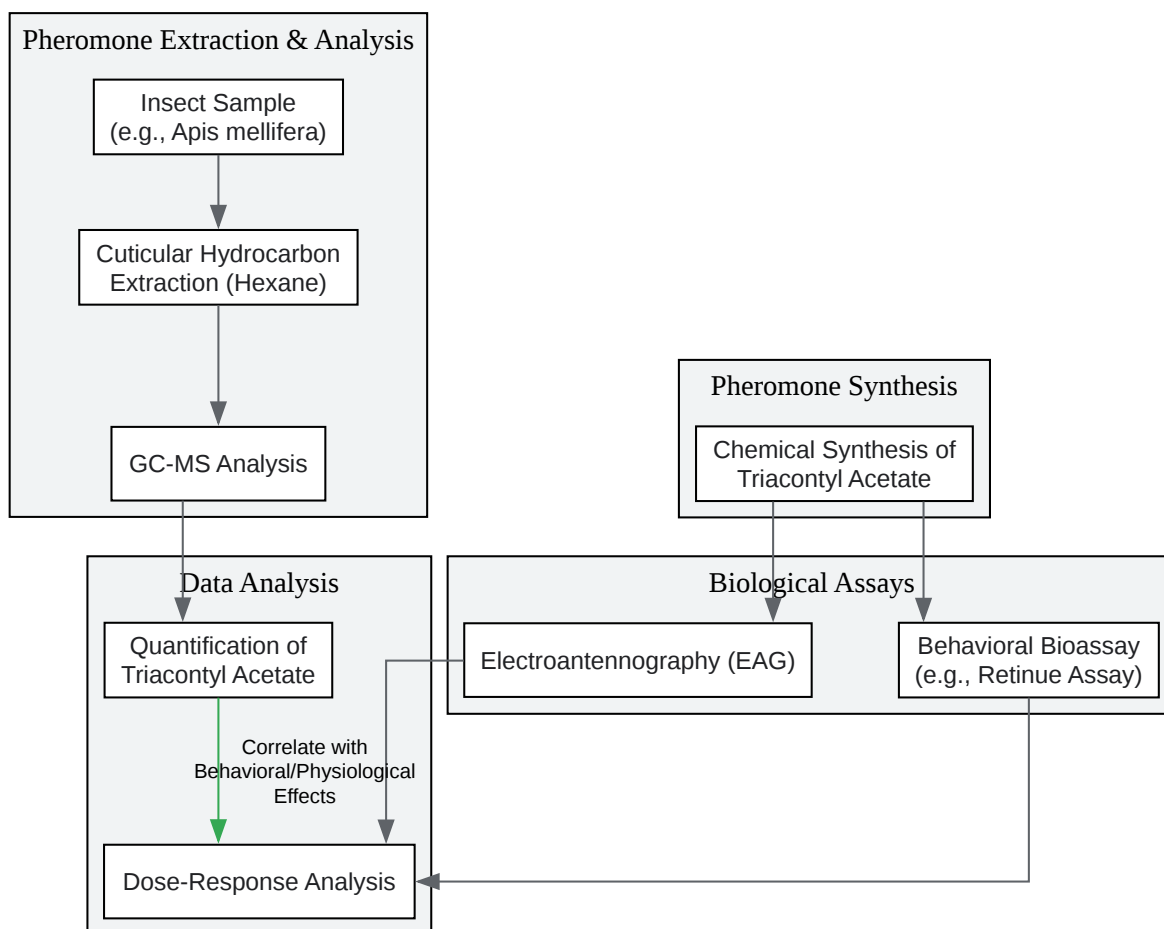 Pheromone Extraction & Analysis
Insect Sample
(e.g., Apis mellifera)
Cuticular Hydrocarbon
Extraction (Hexane)
GC-MS Analysis
Pheromone Synthesis
Chemical Synthesis of
Triacontyl Acetate
Data Analysis
Quantification of
Triacontyl Acetate
Correlate with
Behavioral/Physiological
Effects
Dose-Response Analysis
Biological Assays
Electroantennography (EAG)
Behavioral Bioassay
(e.g., Retinue Assay)